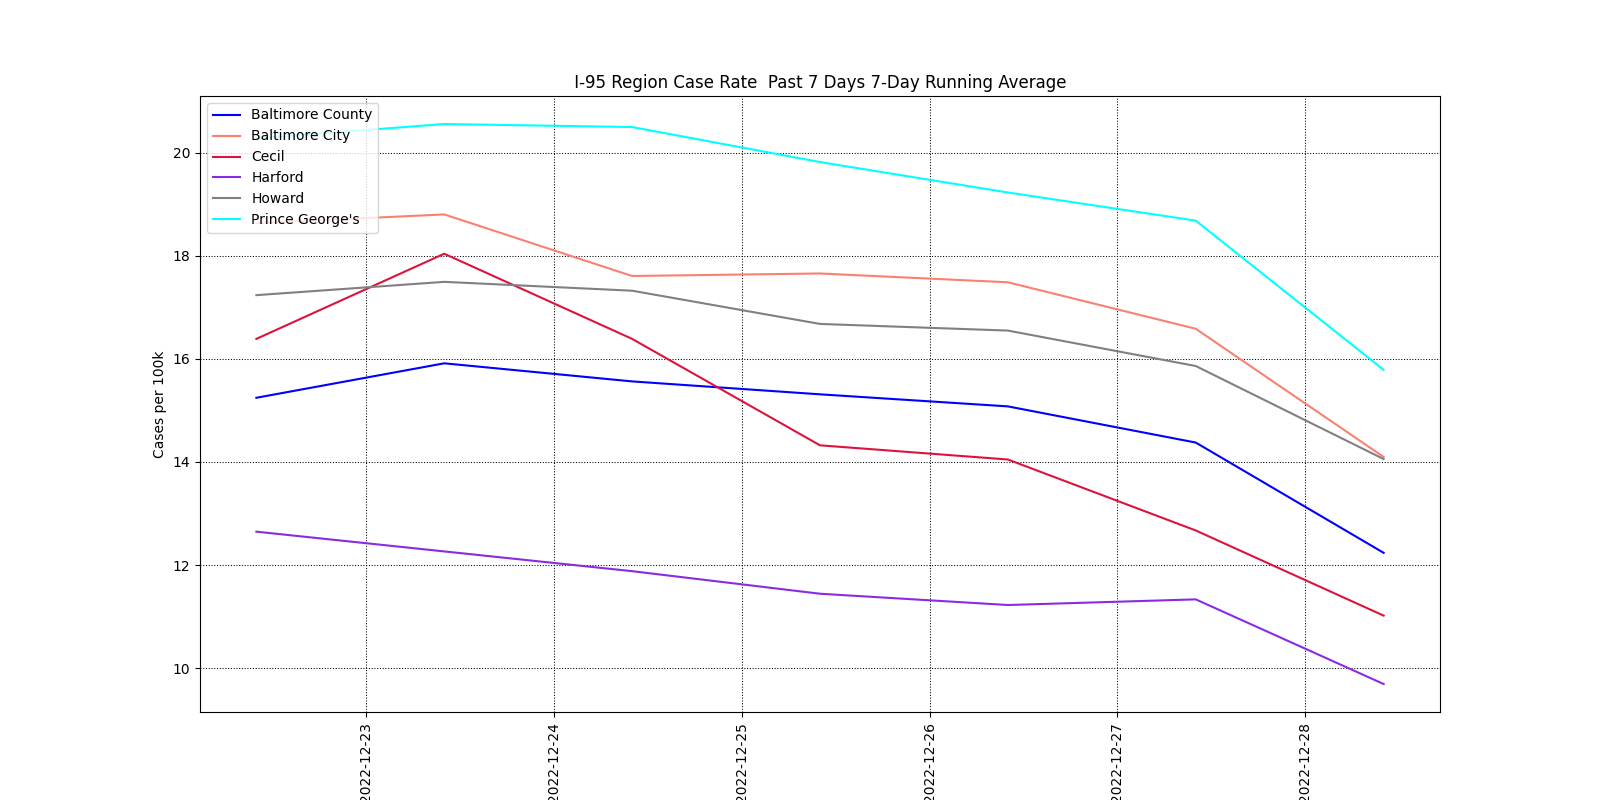 I-95 Region Case Rate  Past 7 Days 7-Day Running Average
Baltimore County
Baltimore City
Cecil
Harford
Howard
Prince George's
Cases per 100k
20
18
16
14
12
10
2022-12-23
2022-12-24
2022-12-25
2022-12-26
2022-12-27
2022-12-28